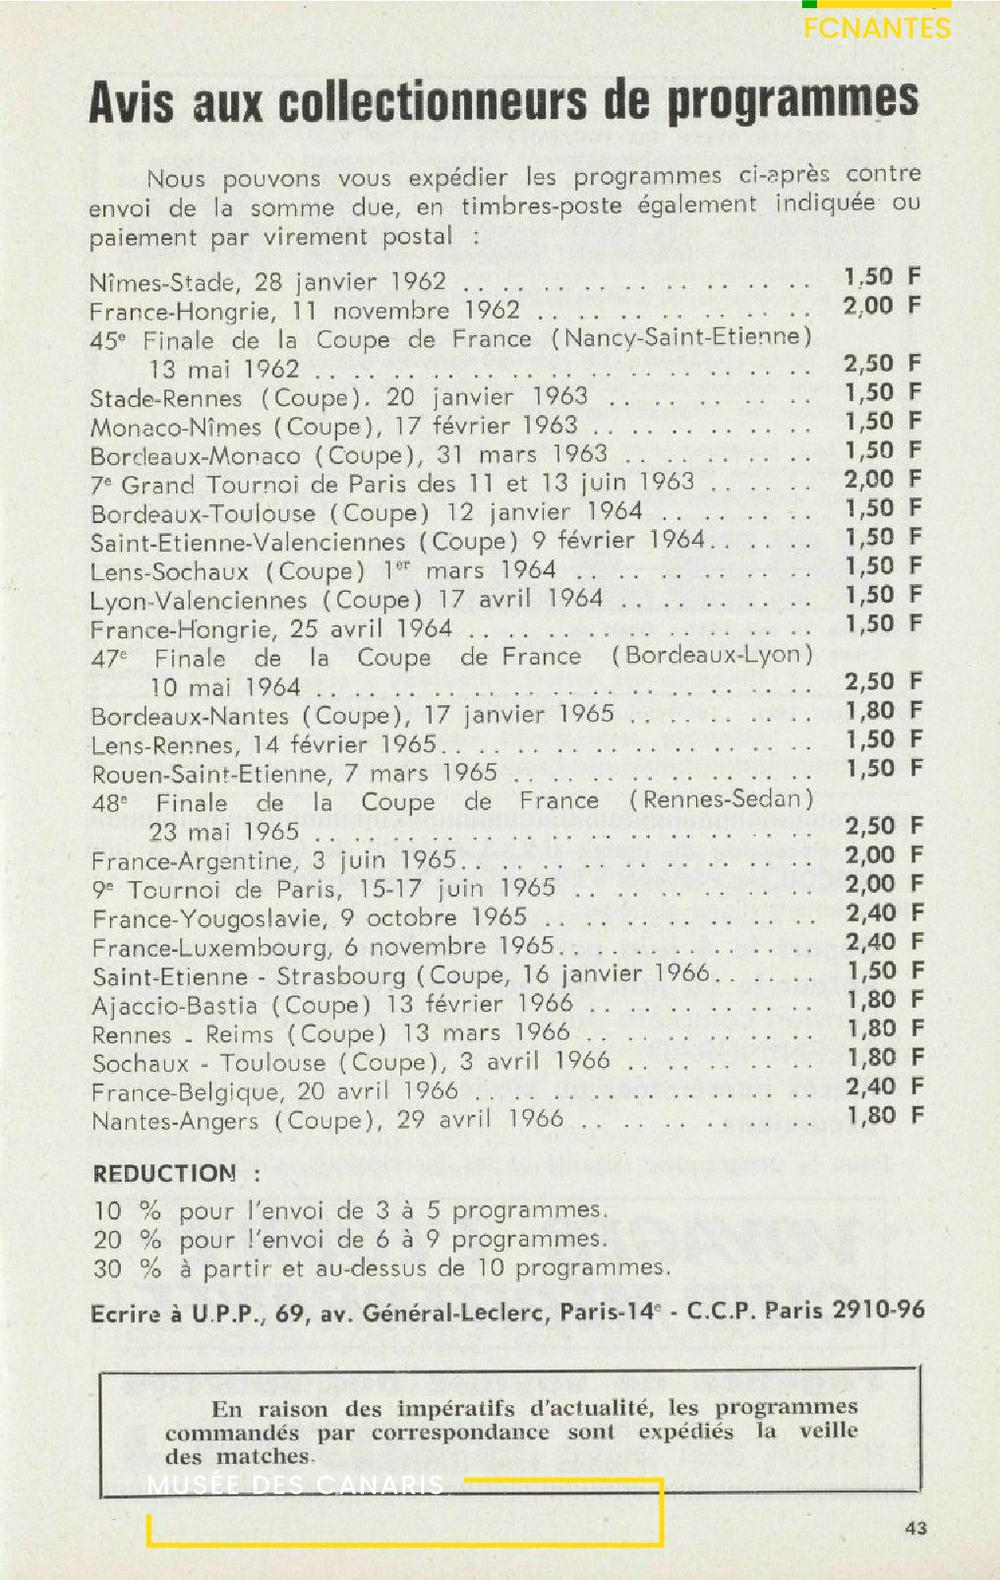 FCNANTES
Avis aux collectionneurs de programmes
Nous pouvons vous expédier les programmes ci-après contre
envoi de la somme due, en timbres-poste également indiquée ou
paiement par virement postal :
Nîmes-Stade, 28 janvier 1962 . . . . . . . . . . . . . . . . . . 1,50 F
France-Hongrie, 11 novembre 1962 . . . . . . . . . . . . . . 2,00 F
45e Finale de la Coupe de France (Nancy-Saint-Etienne)
13 mai 1962 . . . . . . . . . . . . . . . . . . . . . . . . . . 2,50 F
Stade-Rennes (Coupe). 20 janvier 1963 . . . . . . . . . . 1,50 F
Monaco-Nîmes (Coupe), 17 février 1963 . . . . . . . . . . . 1,50 F
Bordeaux-Monaco (Coupe), 31 mars 1963 . . . . . . . . . . 1,50 F
7e Grand Tournoi de Paris des 11 et 13 juin 1963 . . . . . . 2,00 F
Bordeaux-Toulouse (Coupe) 12 janvier 1964 . . . . . . . . 1,50 F
Saint-Etienne-Valenciennes (Coupe) 9 février 1964. . . . . . 1,50 F
Lens-Sochaux (Coupe) 1er mars 1964 . . . . . . . . . . . . 1,50 F
Lyon-Valenciennes (Coupe) 17 avril 1964 . . . . . . . . . . 1,50 F
France-Hongrie, 25 avril 1964 . . . . . . . . . . . . . . . . . . 1,50 F
47e Finale de la Coupe de France (Bordeaux-Lyon)
10 mai 1964 . . . . . . . . . . . . . . . . . . . . . . . . . . 2,50 F
Bordeaux-Nantes (Coupe), 17 janvier 1965 . . . . . . . . . . 1,80 F
Lens-Rennes, 14 février 1965. . . . . . . . . . . . . . . . . . . 1,50 F
Rouen-Saint-Etienne, 7 mars 1965 . . . . . . . . . . . . . . . 1,50 F
48e Finale de la Coupe de France (Rennes-Sedan)
23 mai 1965 . . . . . . . . . . . . . . . . . . . . . . . . . . 2,50 F
France-Argentine, 3 juin 1965. . . . . . . . . . . . . . . . . . 2,00 F
9e Tournoi de Paris, 15-17 juin 1965 . . . . . . . . . . . . 2,00 F
France-Yougoslavie, 9 octobre 1965 . . . . . . . . . . . . . . 2,40 F
France-Luxembourg, 6 novembre 1965. . . . . . . . . . . . . 2,40 F
Saint-Etienne - Strasbourg (Coupe, 16 janvier 1966. . . . . . 1,50 F
Ajaccio-Bastia (Coupe) 13 février 1966 . . . . . . . . . . . 1,80 F
Rennes - Reims (Coupe) 13 mars 1966 . . . . . . . . . . . . 1,80 F
Sochaux - Toulouse (Coupe), 3 avril 1966 . . . . . . . . . . 1,80 F
France-Belgique, 20 avril 1966 . . . . . . . . . . . . . . . . . 2,40 F
Nantes-Angers (Coupe), 29 avril 1966 . . . . . . . . . . . . 1,80 F
REDUCTION :
10 % pour l'envoi de 3 à 5 programmes.
20 % pour l'envoi de 6 à 9 programmes.
30 % à partir et au-dessus de 10 programmes.
Ecrire à U.P.P., 69, av. Général-Leclerc, Paris-14e - C.C.P. Paris 2910-96
En raison des impératifs d'actualité, les programmes
commandés par correspondance sont expédiés la veille
des matches.
MUSÉE DES CANARIS
43